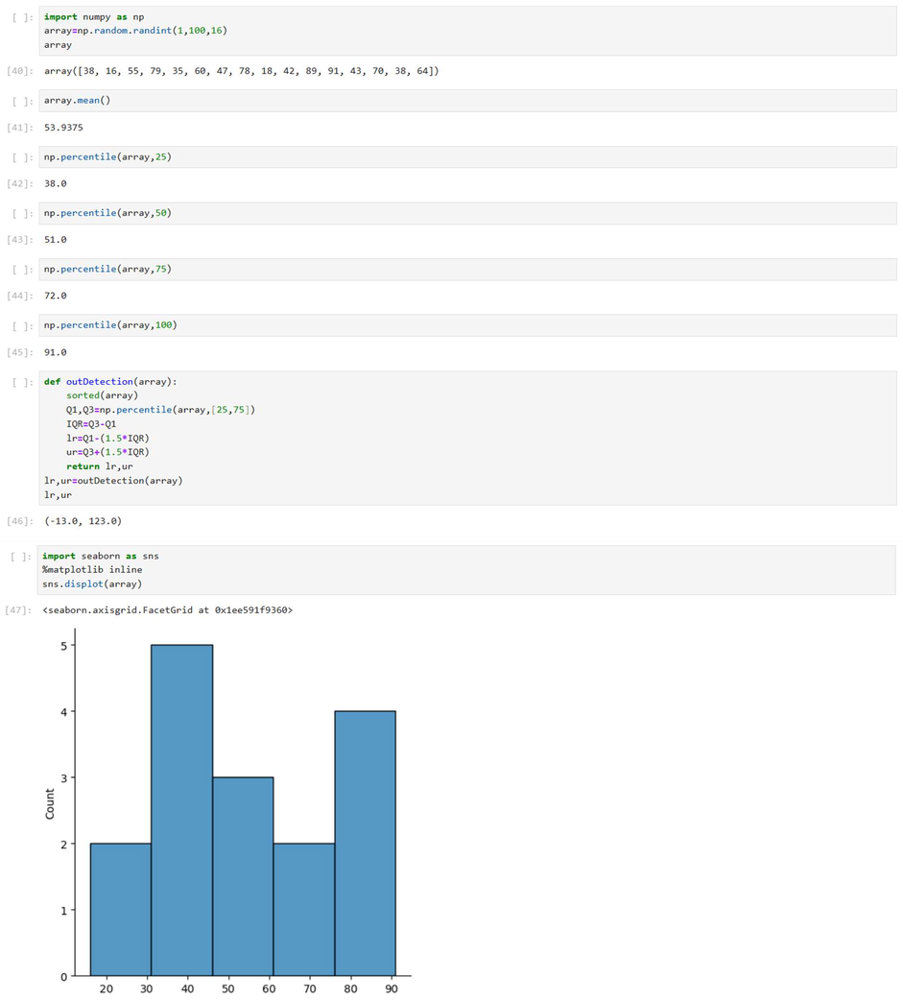 [ ]: import numpy as np
array=np.random.randint(1,100,16)
array
[40]: array([38, 16, 55, 79, 35, 60, 47, 78, 18, 42, 89, 91, 43, 70, 38, 64])
[ ]: array.mean()
[41]: 53.9375
[ ]: np.percentile(array,25)
[42]: 38.0
[ ]: np.percentile(array,50)
[43]: 51.0
[ ]: np.percentile(array,75)
[44]: 72.0
[ ]: np.percentile(array,100)
[45]: 91.0
[ ]: def outDetection(array):
    sorted(array)
    Q1,Q3=np.percentile(array,[25,75])
    IQR=Q3-Q1
    lr=Q1-(1.5*IQR)
    ur=Q3+(1.5*IQR)
    return lr,ur
lr,ur=outDetection(array)
lr,ur
[46]: (-13.0, 123.0)
[ ]: import seaborn as sns
%matplotlib inline
sns.displot(array)
[47]: <seaborn.axisgrid.FacetGrid at 0x1ee591f9360>
5
4
3
Count
2
1
0
20 30 40 50 60 70 80 90